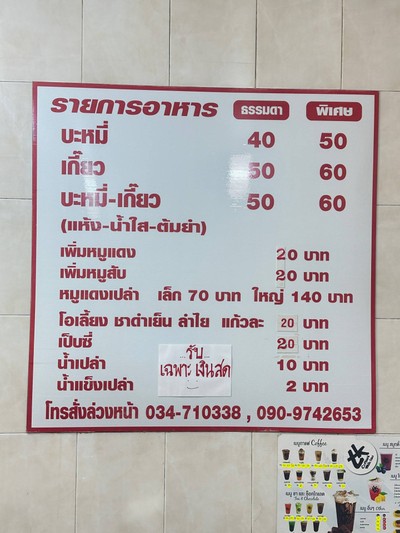 รายการอาหาร ธรรมดา พิเศษ
บะหมี่ 40 50
เกี๊ยว 50 60
บะหมี่-เกี๊ยว 50 60
(แห้ง-น้ำใส-ต้มยำ)
เพิ่มหมูแดง 20 บาท
เพิ่มหมูสับ 20 บาท
หมูแดงเปล่า เล็ก 70 บาท ใหญ่ 140 บาท
โอเลี้ยง ชาดำเย็น ลำไย แก้วละ 20 บาท
เป็บซี่ 20 บาท
น้ำเปล่า 10 บาท
น้ำแข็งเปล่า 2 บาท
รับ
เฉพาะ เงินสด
โทรสั่งล่วงหน้า 034-710338 , 090-9742653
เมนูกาแฟ Coffee